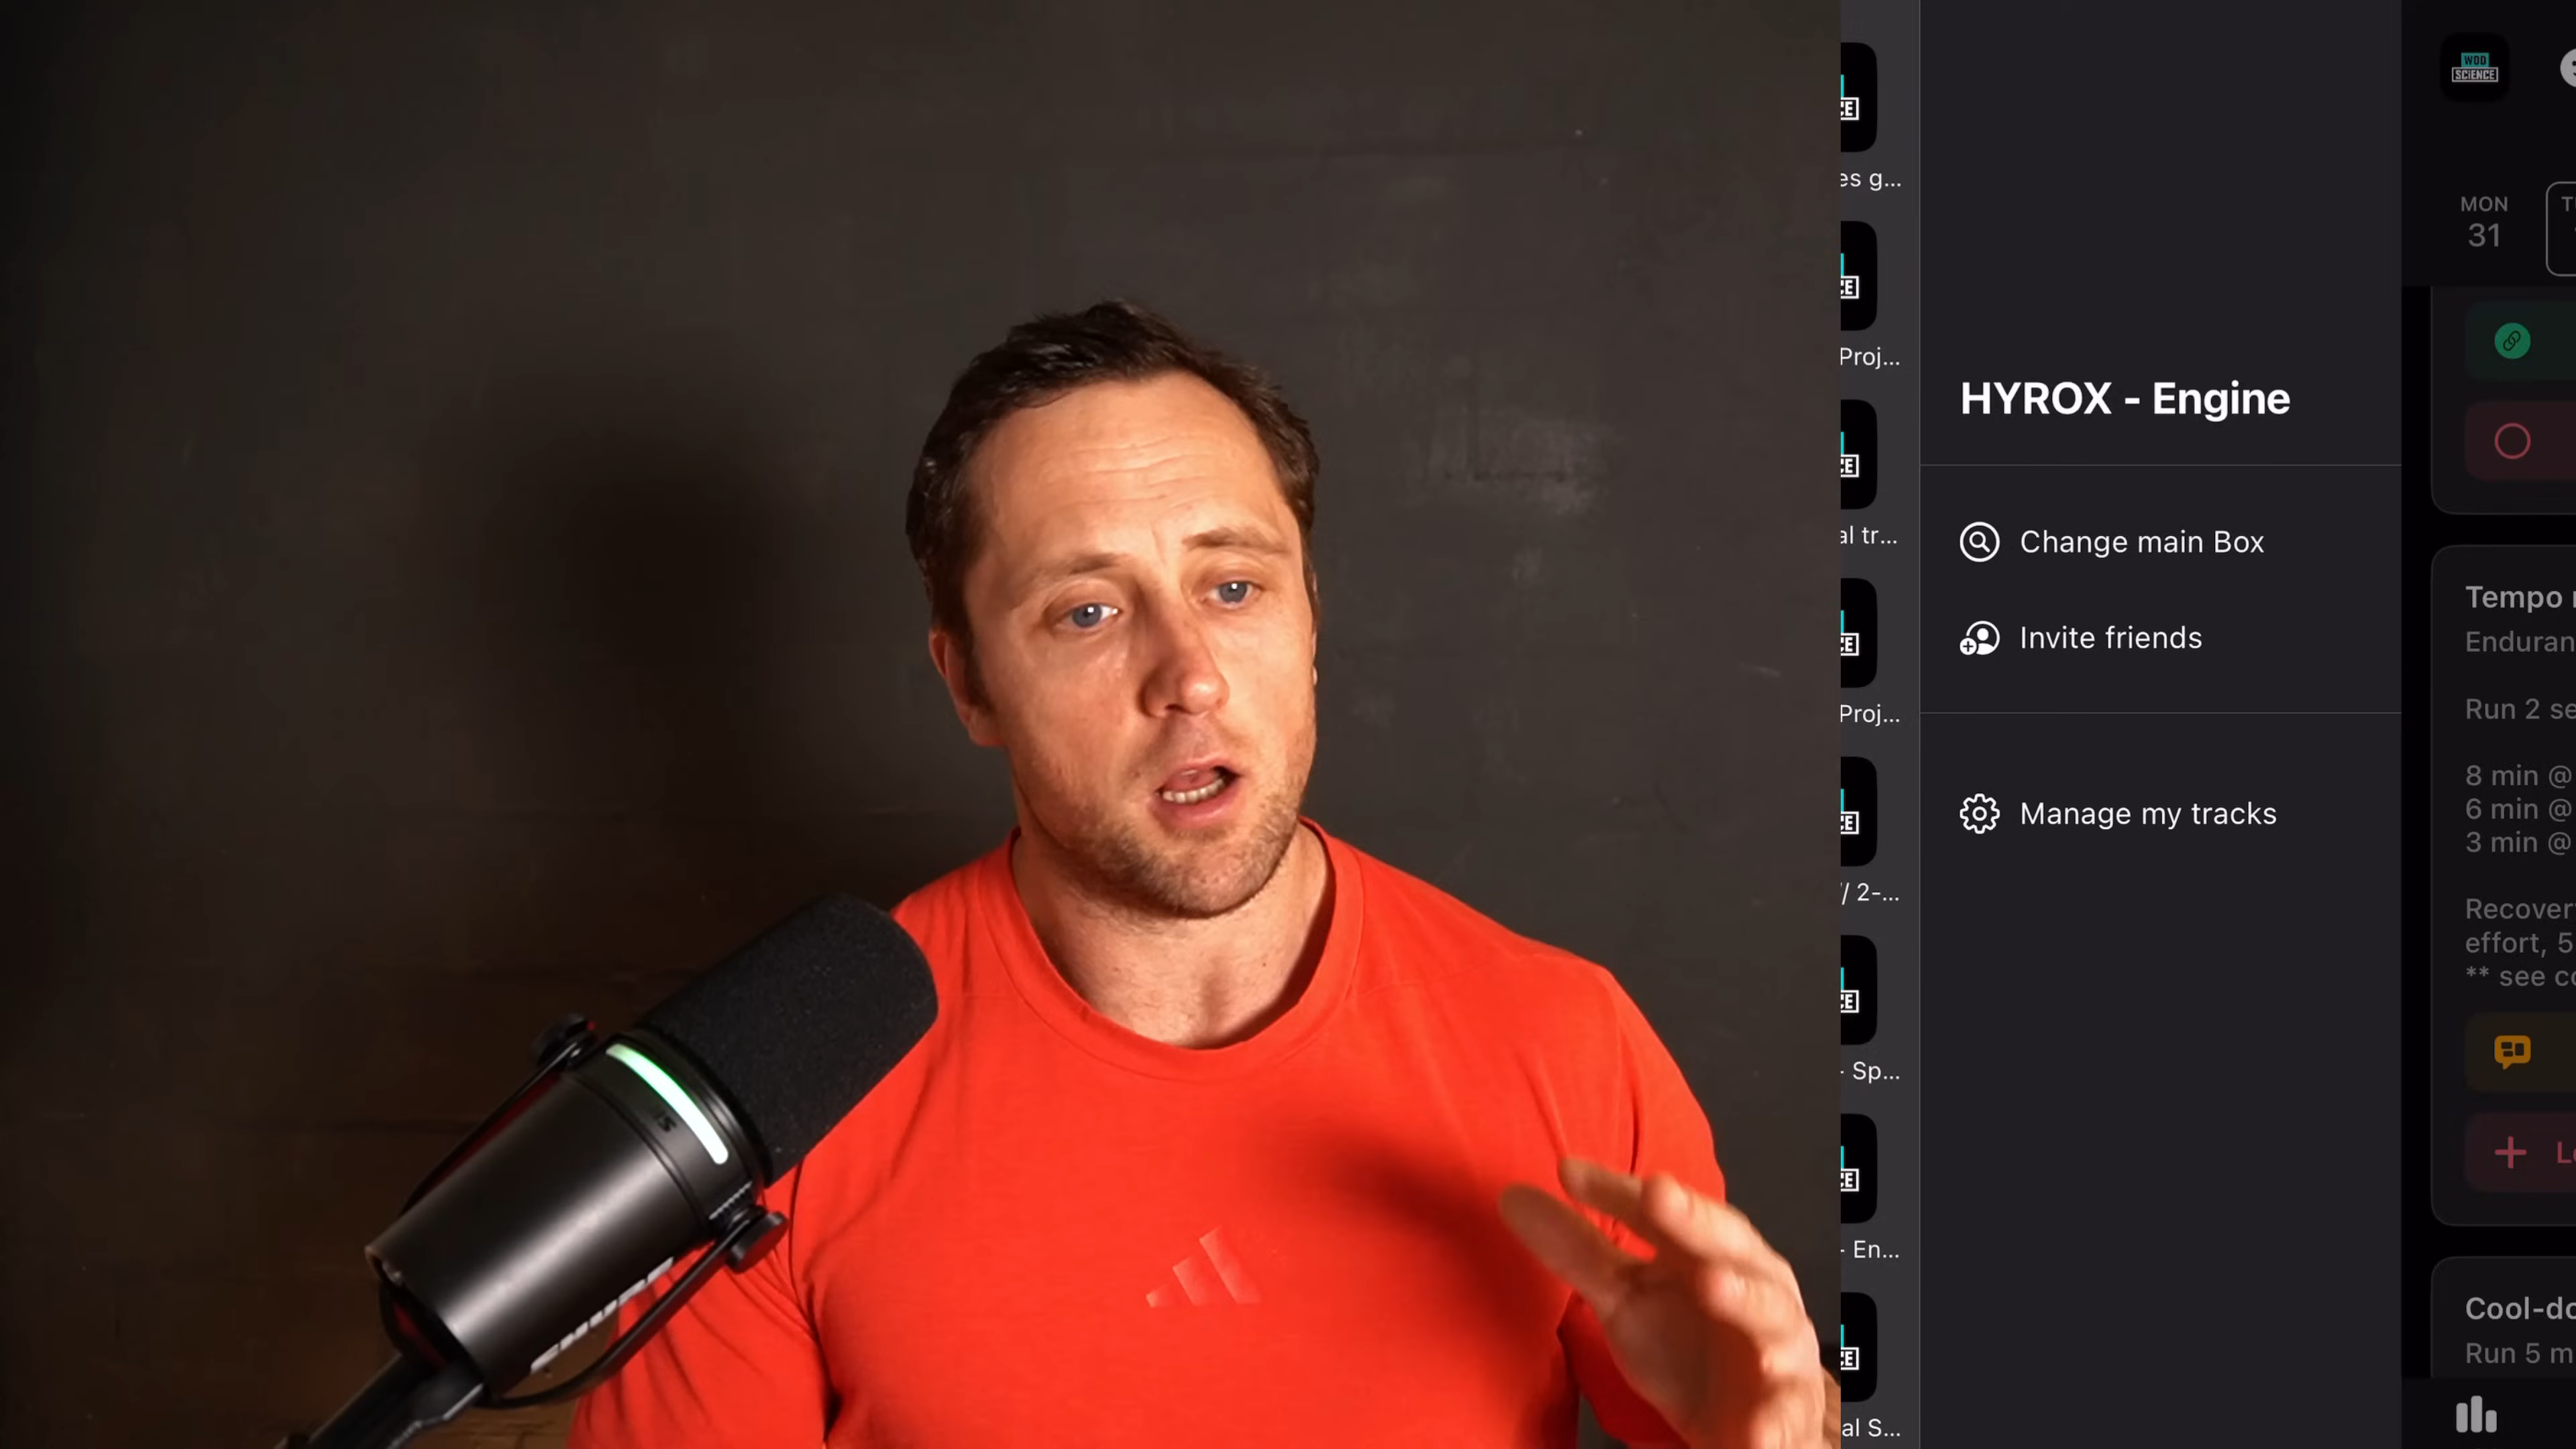 es g...
Proj...
al tr...
Proj...
/ 2-...
- Sp...
- En...
al S...
HYROX - Engine
Change main Box
Invite friends
Manage my tracks
WOD
SCIENCE
MON
31
Tempo
Enduran
Run 2 se
8 min @
6 min @
3 min @
Recover
effort, 5
** see co
Cool-do
Run 5 m